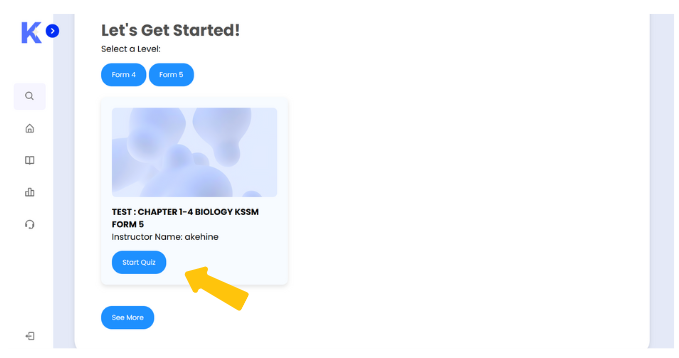 K
Let's Get Started!
Select a Level:
Form 4
Form 5
TEST : CHAPTER 1-4 BIOLOGY KSSM
FORM 5
Instructor Name: akehine
Start Quiz
See More